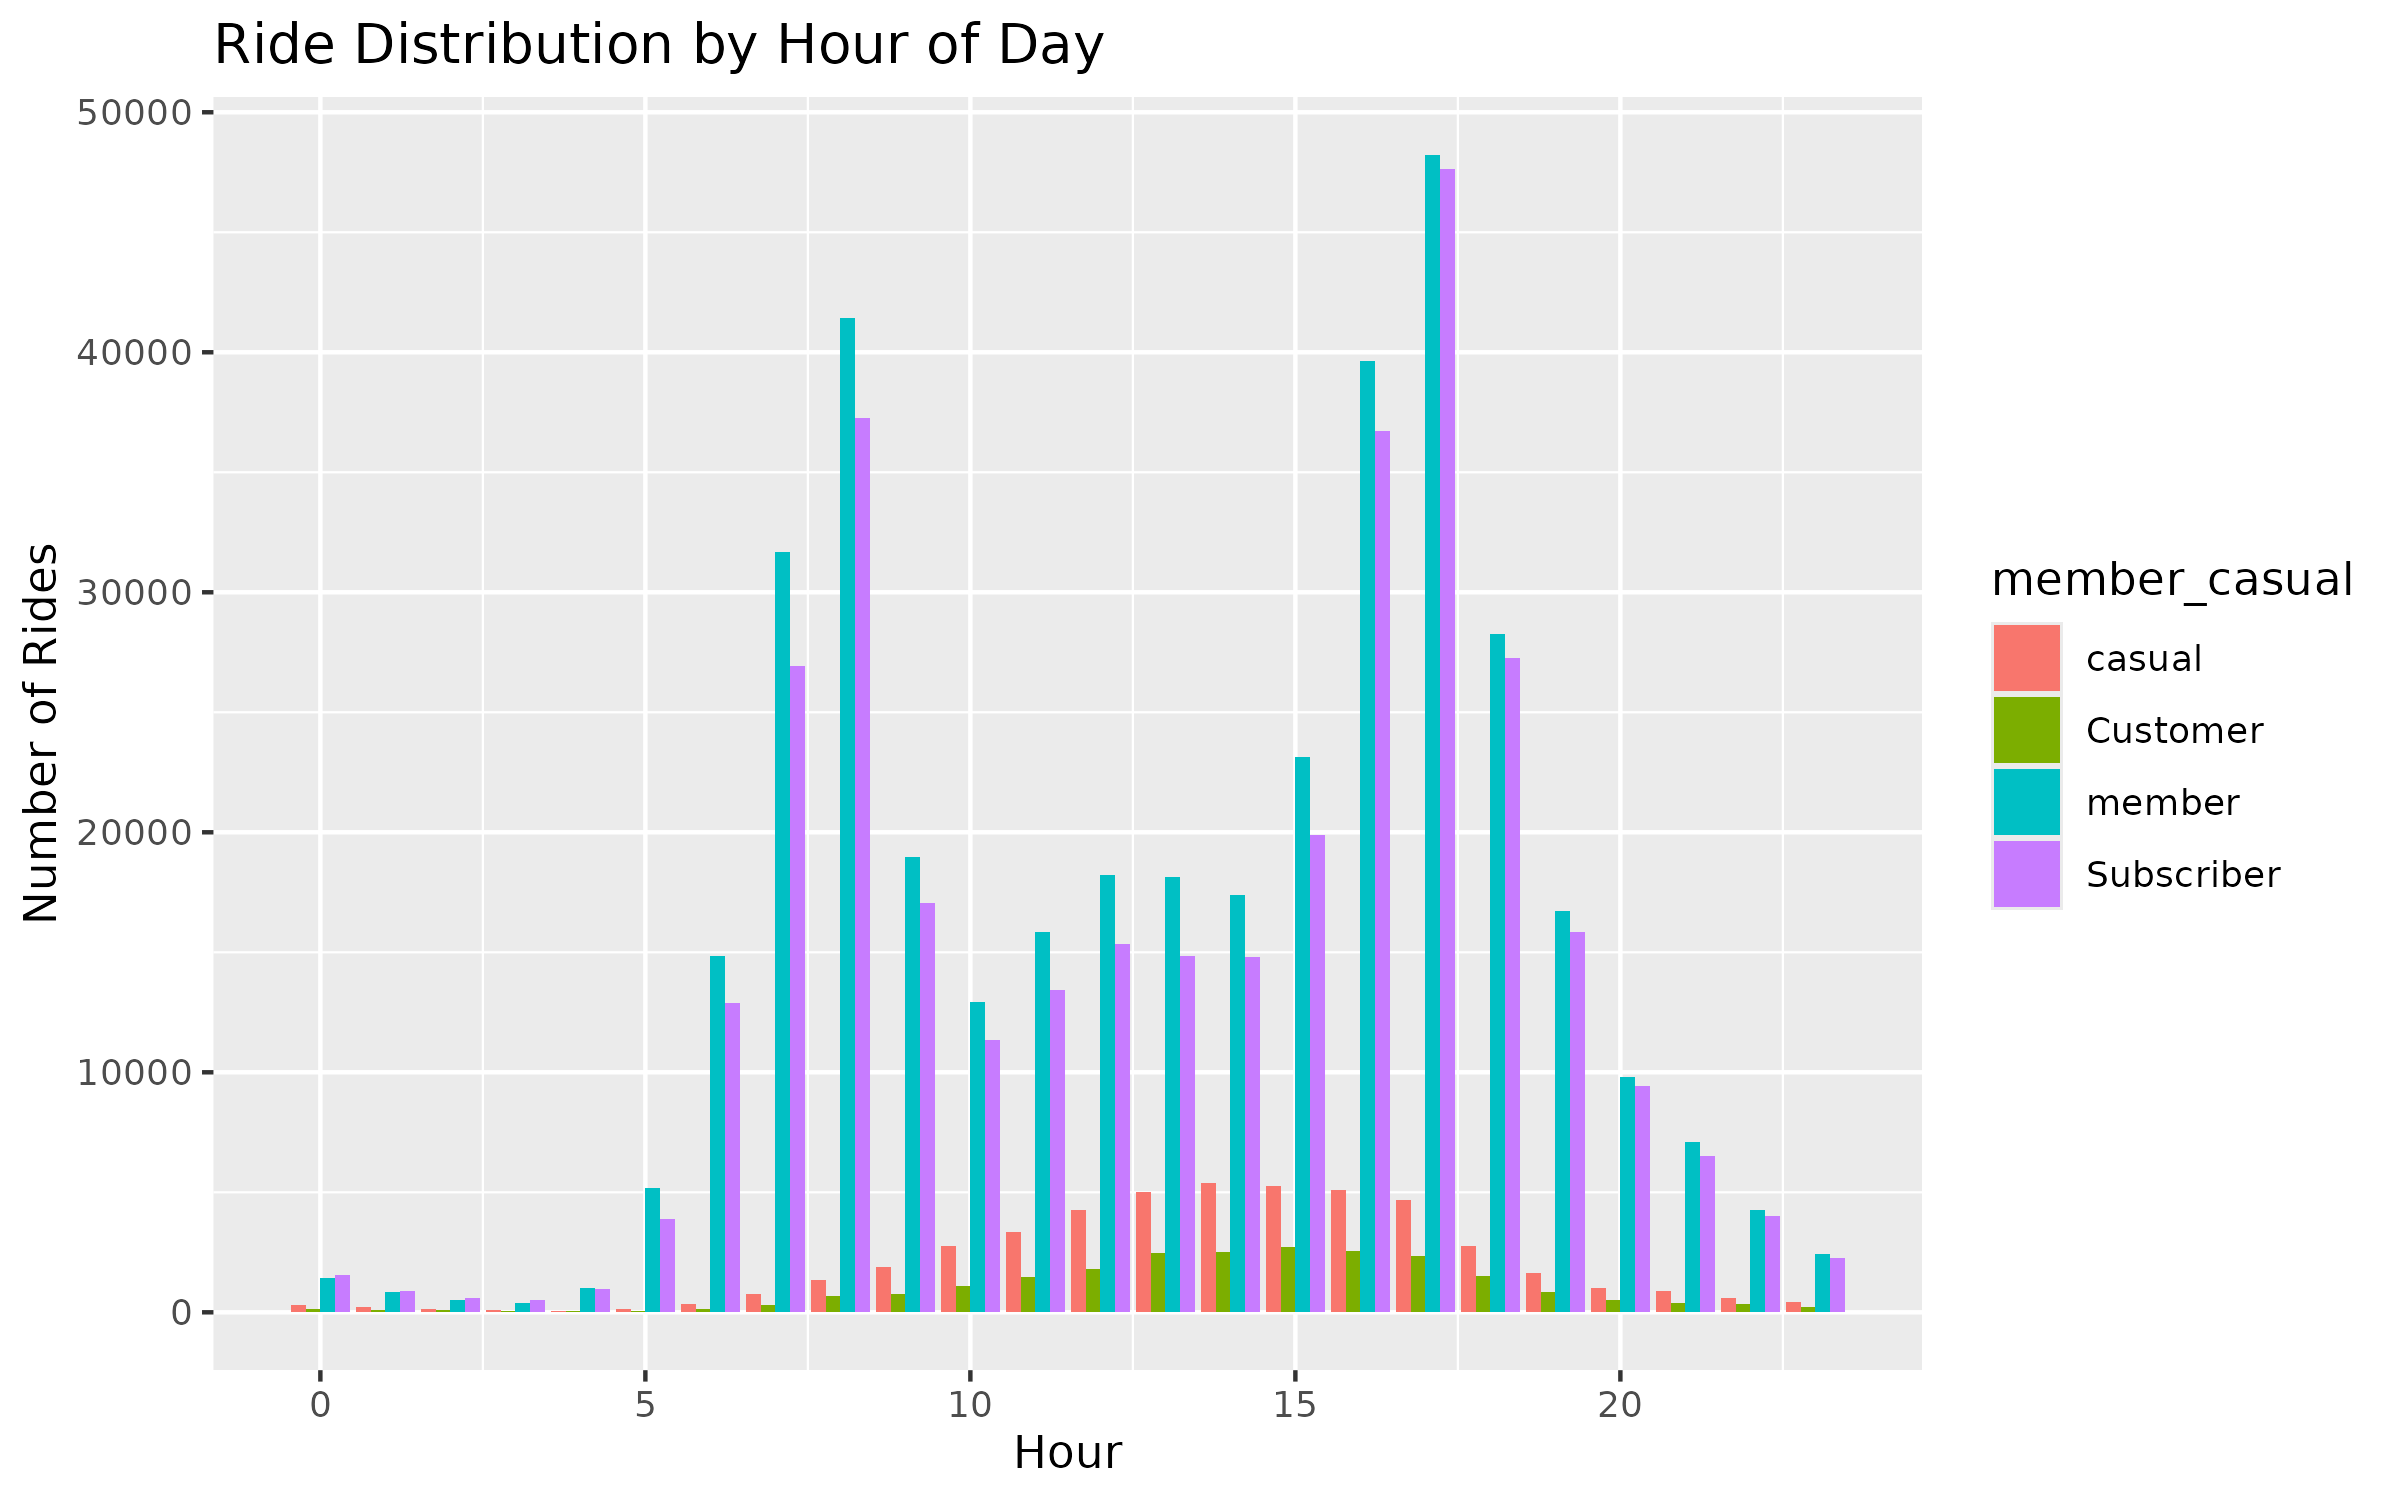 Ride Distribution by Hour of Day
50000
40000
30000
20000
10000
0
Number of Rides
0 5 10 15 20
Hour
member_casual
casual
Customer
member
Subscriber